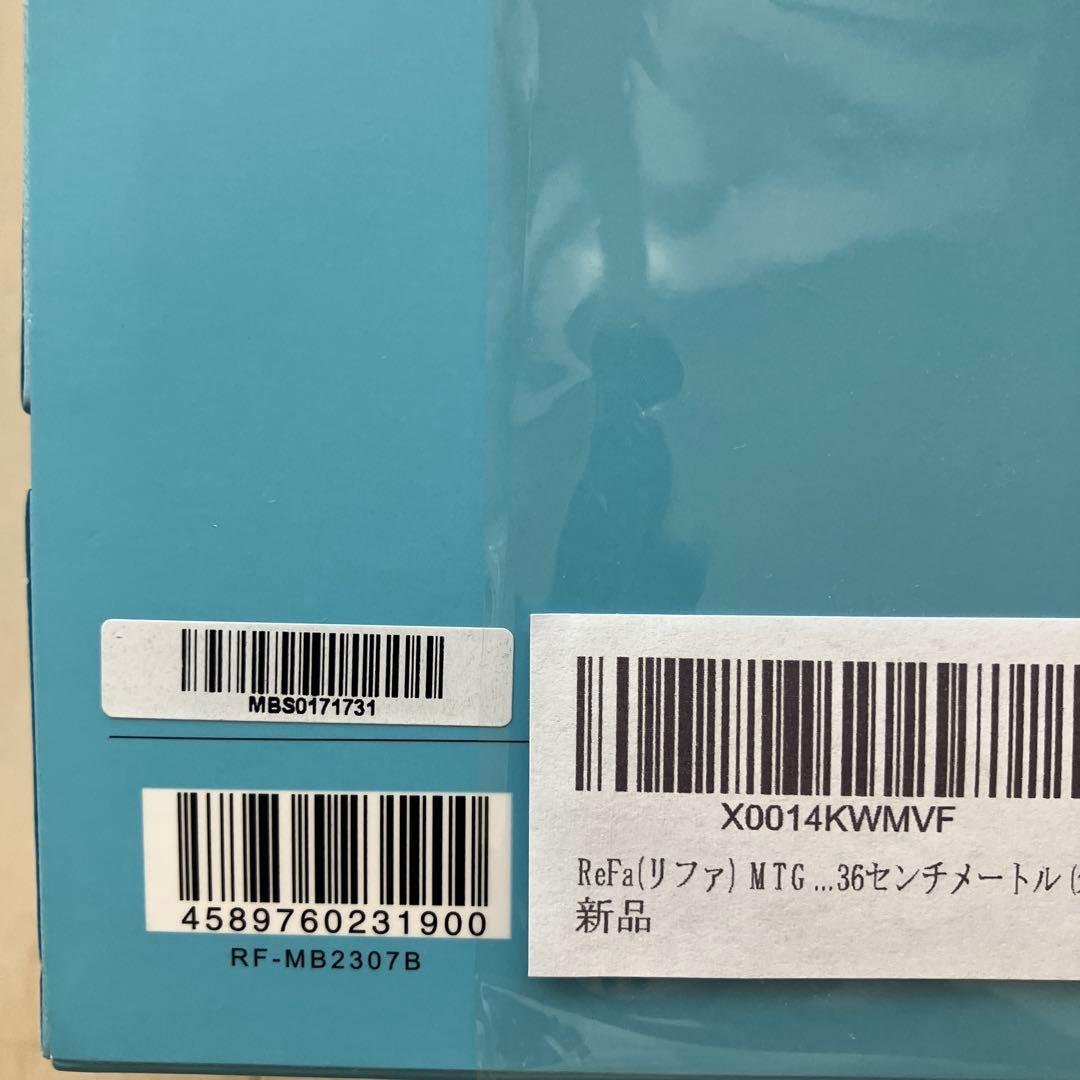 MBS0171731
4589760231900
RF-MB2307B
X0014KWMVF
ReFa(リファ) MTG ...36センチメートル (
新品